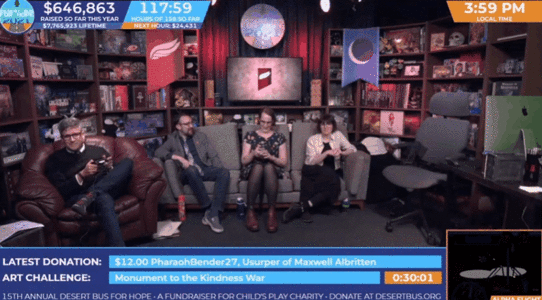 $646,863
RAISED SO FAR THIS YEAR
$7,765,923 LIFETIME
117:59
HOURS OF 158 SO FAR
NEXT HOUR $24,431
3:59 PM
LOCAL TIME
LATEST DONATION:
$12.00 PharaohBender27, Usurper of Maxwell Albritten
ART CHALLENGE:
Monument to the Kindness War
0:30:01
15TH ANNUAL DESERT BUS FOR HOPE • A FUNDRAISER FOR CHILD'S PLAY CHARITY • DONATE AT DESERTBUS.ORG